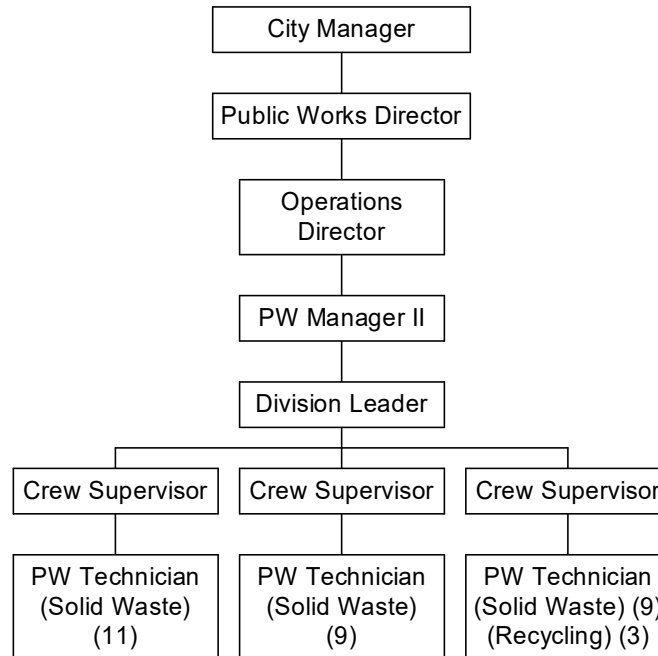 City Manager
Public Works Director
Operations
Director
PW Manager II
Division Leader
Crew Supervisor
Crew Supervisor
Crew Supervisor
PW Technician
(Solid Waste)
(11)
PW Technician
(Solid Waste)
(9)
PW Technician
(Solid Waste) (9)
(Recycling) (3)